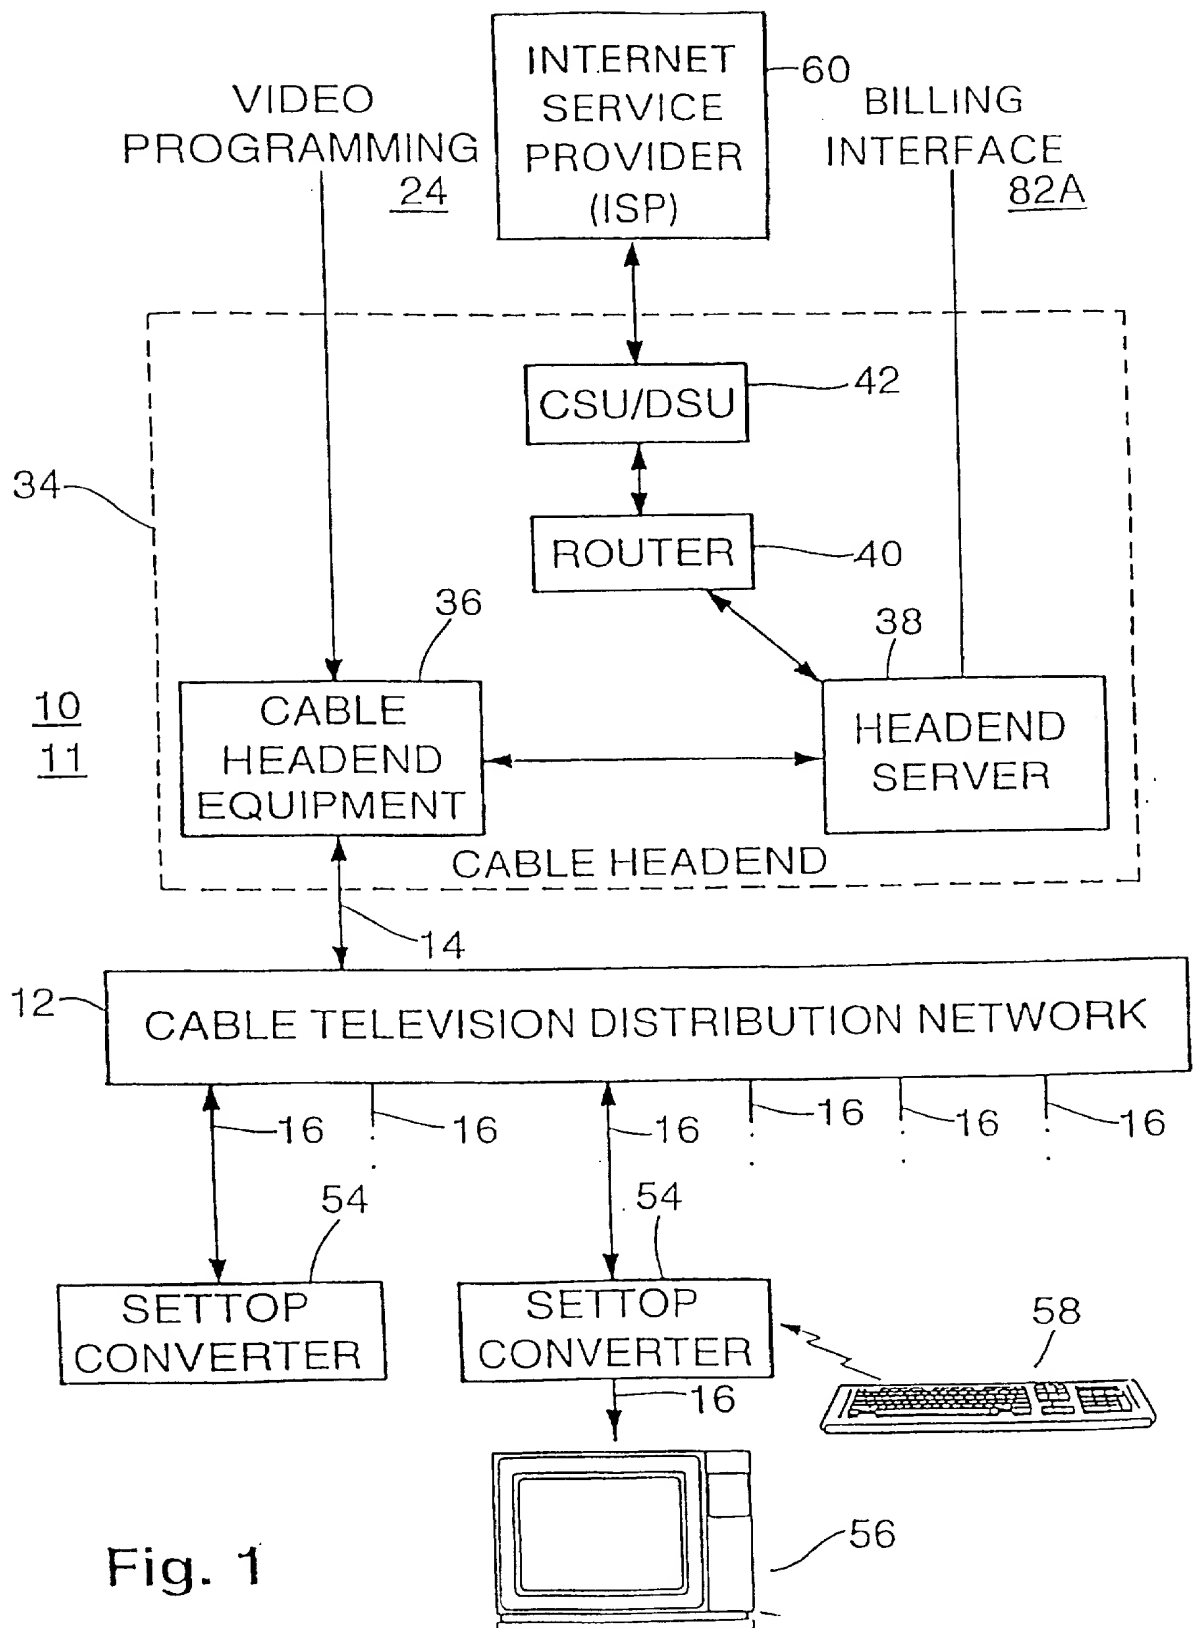 INTERNET
SERVICE
PROVIDER
(ISP)
60
VIDEO
PROGRAMMING
24
BILLING
INTERFACE
82A
CSU/DSU
42
34
ROUTER
40
36
38
CABLE
HEADEND
EQUIPMENT
HEADEND
SERVER
10
11
CABLE HEADEND
14
12
CABLE TELEVISION DISTRIBUTION NETWORK
16
16
16
16
16
16
54
54
SETTOP
CONVERTER
SETTOP
CONVERTER
58
16
56
Fig. 1